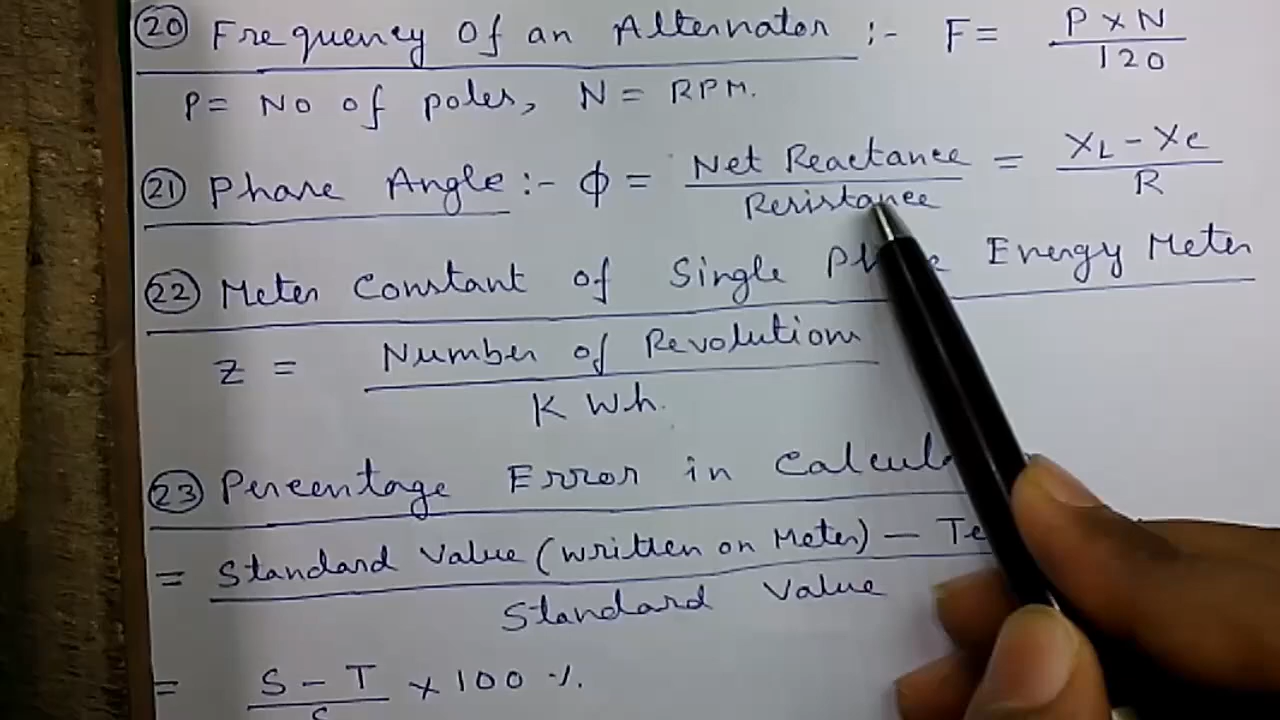 (20) Frequency of an Alternator :- F = P × N / 120
P = No of poles, N = RPM.
(21) Phase Angle :- φ = Net Reactance / Resistance = XL - Xc / R
(22) Meter Constant of Single Energy Meter
Z = Number of Revolutions / K Wh.
(23) Percentage Error in
= Standard Value (written on Meter) - / Standard Value
= S - T / S × 100 %.